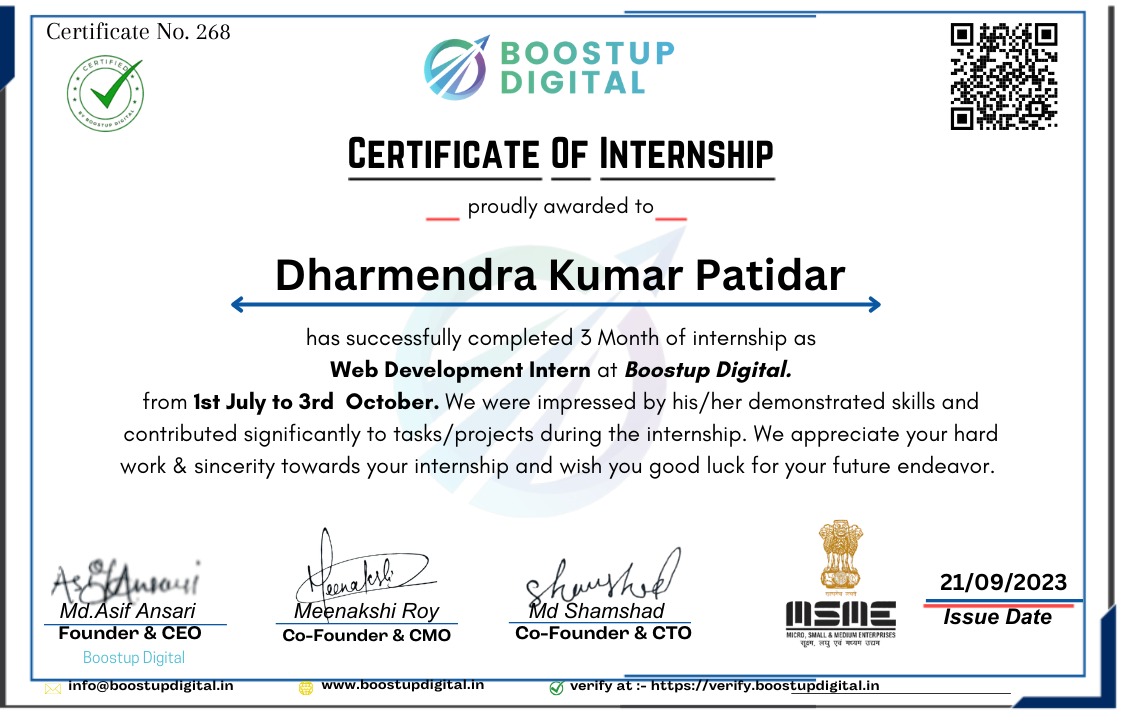 Certificate No. 268
CERTIFIED
BY BOOSTUP DIGITAL
BOOSTUP
DIGITAL
CERTIFICATE OF INTERNSHIP
proudly awarded to
Dharmendra Kumar Patidar
has successfully completed 3 Month of internship as
Web Development Intern at Boostup Digital.
from 1st July to 3rd October. We were impressed by his/her demonstrated skills and
contributed significantly to tasks/projects during the internship. We appreciate your hard
work & sincerity towards your internship and wish you good luck for your future endeavor.
Md.Asif Ansari
Founder & CEO
Boostup Digital
Meenakshi
Meenakshi Roy
Co-Founder & CMO
Shamshad
Md Shamshad
Co-Founder & CTO
सत्यमेव जयते
MSME
MICRO, SMALL & MEDIUM ENTERPRISES
सूक्ष्म, लघु एवं मध्यम उद्यम
21/09/2023
Issue Date
info@boostupdigital.in
www.boostupdigital.in
verify at :- https://verify.boostupdigital.in